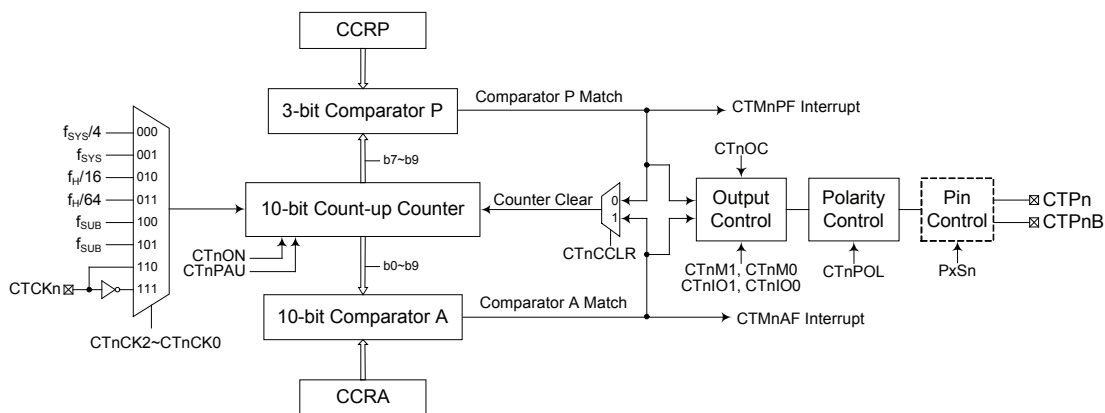 CCRP
3-bit Comparator P
Comparator P Match
CTMnPF Interrupt
fSYS/4
000
fSYS
001
fH/16
010
fH/64
011
fSUB
100
fSUB
101
110
111
CTCKn
CTnCK2~CTnCK0
b7~b9
10-bit Count-up Counter
CTnON
CTnPAU
b0~b9
Counter Clear
0
1
CTnCCLR
CTnOC
Output
Control
CTnM1, CTnM0
CTnIO1, CTnIO0
Polarity
Control
CTnPOL
Pin
Control
PxSn
CTPn
CTPnB
10-bit Comparator A
Comparator A Match
CTMnAF Interrupt
CCRA